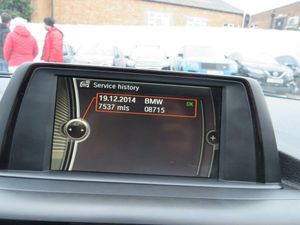 Service history
19.12.2014 BMW OK
7537 mls 08715